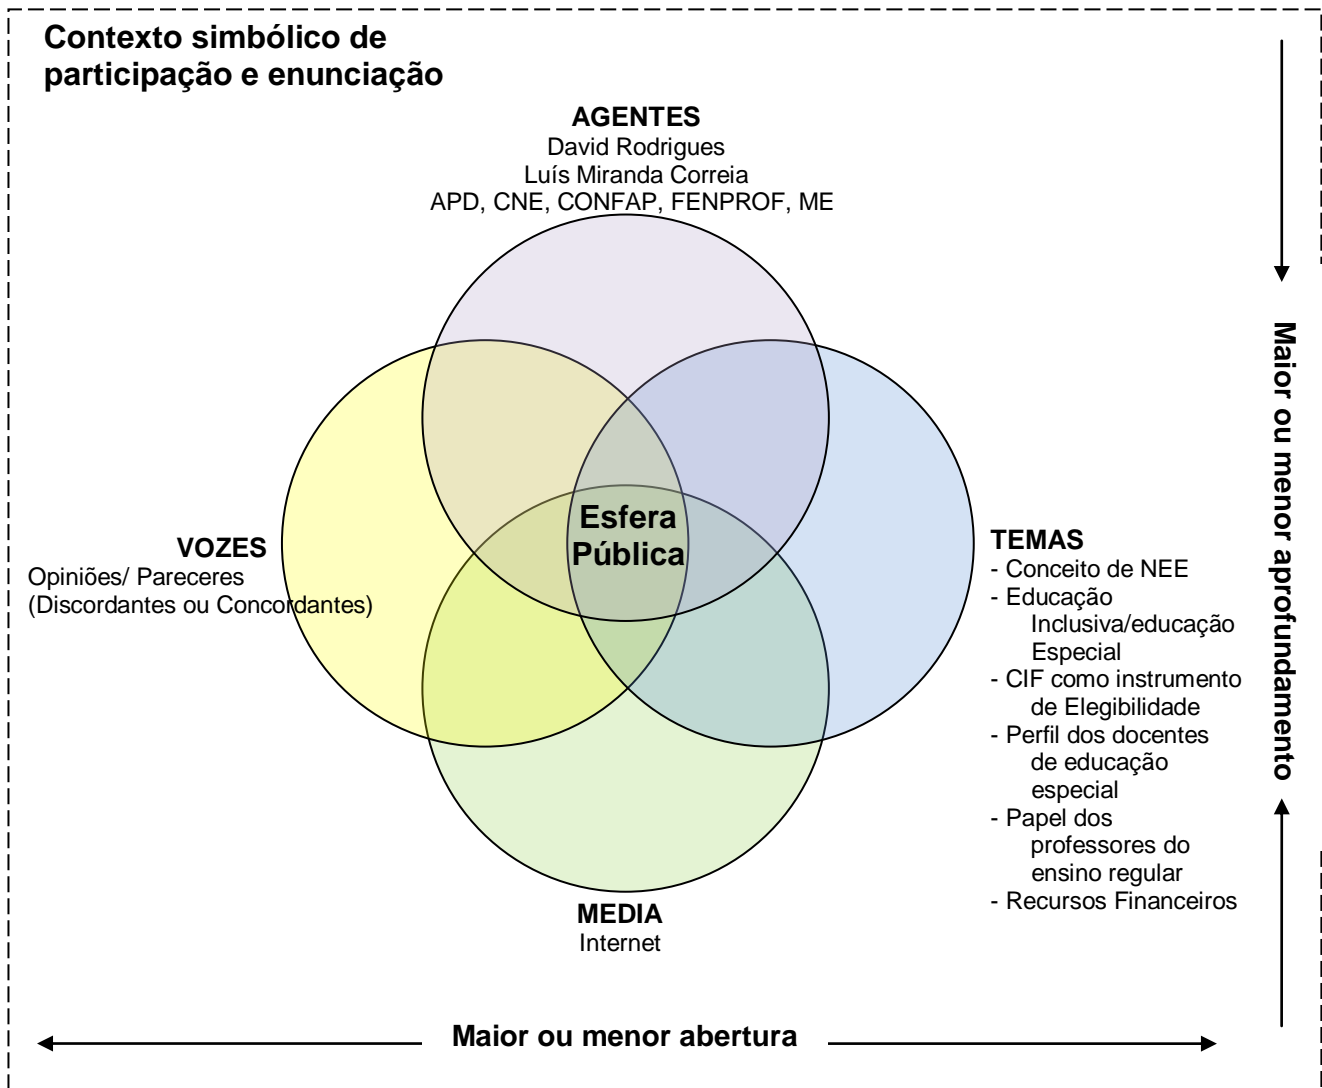 Contexto simbólico de
participação e enunciação
AGENTES
David Rodrigues
Luís Miranda Correia
APD, CNE, CONFAP, FENPROF, ME
Esfera
Pública
VOZES
Opiniões/ Pareceres
(Discordantes ou Concordantes)
TEMAS
- Conceito de NEE
- Educação
Inclusiva/educação
Especial
- CIF como instrumento
de Elegibilidade
- Perfil dos docentes
de educação
especial
- Papel dos
professores do
ensino regular
- Recursos Financeiros
MEDIA
Internet
Maior ou menor aprofundamento
Maior ou menor abertura